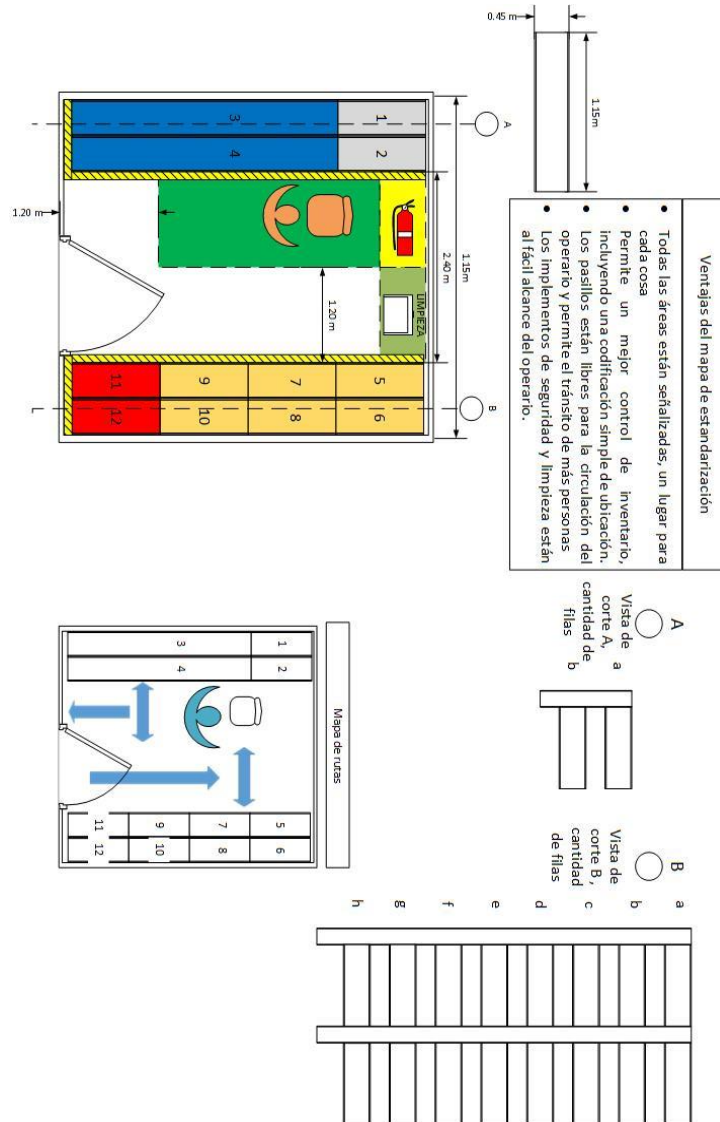 Ventajas del mapa de estandarización
• Todas las áreas están señalizadas, un lugar para
cada cosa
• Permite un mejor control de inventario,
incluyendo una codificación simple de ubicación.
• Los pasillos están libres para la circulación del
operario y permite el tránsito de más personas
• Los implementos de seguridad y limpieza están
al fácil alcance del operario.
0.45 m
1.15m
A
Vista de
corte A,
cantidad de
filas
a
b
B
Vista de
corte B,
cantidad
de filas
a
b
c
d
e
f
g
h
A
B
1.15m
2.40 m
1.20 m
1.20 m
LIMPIEZA
1
2
3
4
5
6
7
8
9
10
11
12
Mapa de rutas
1
2
3
4
5
6
7
8
9
10
11
12